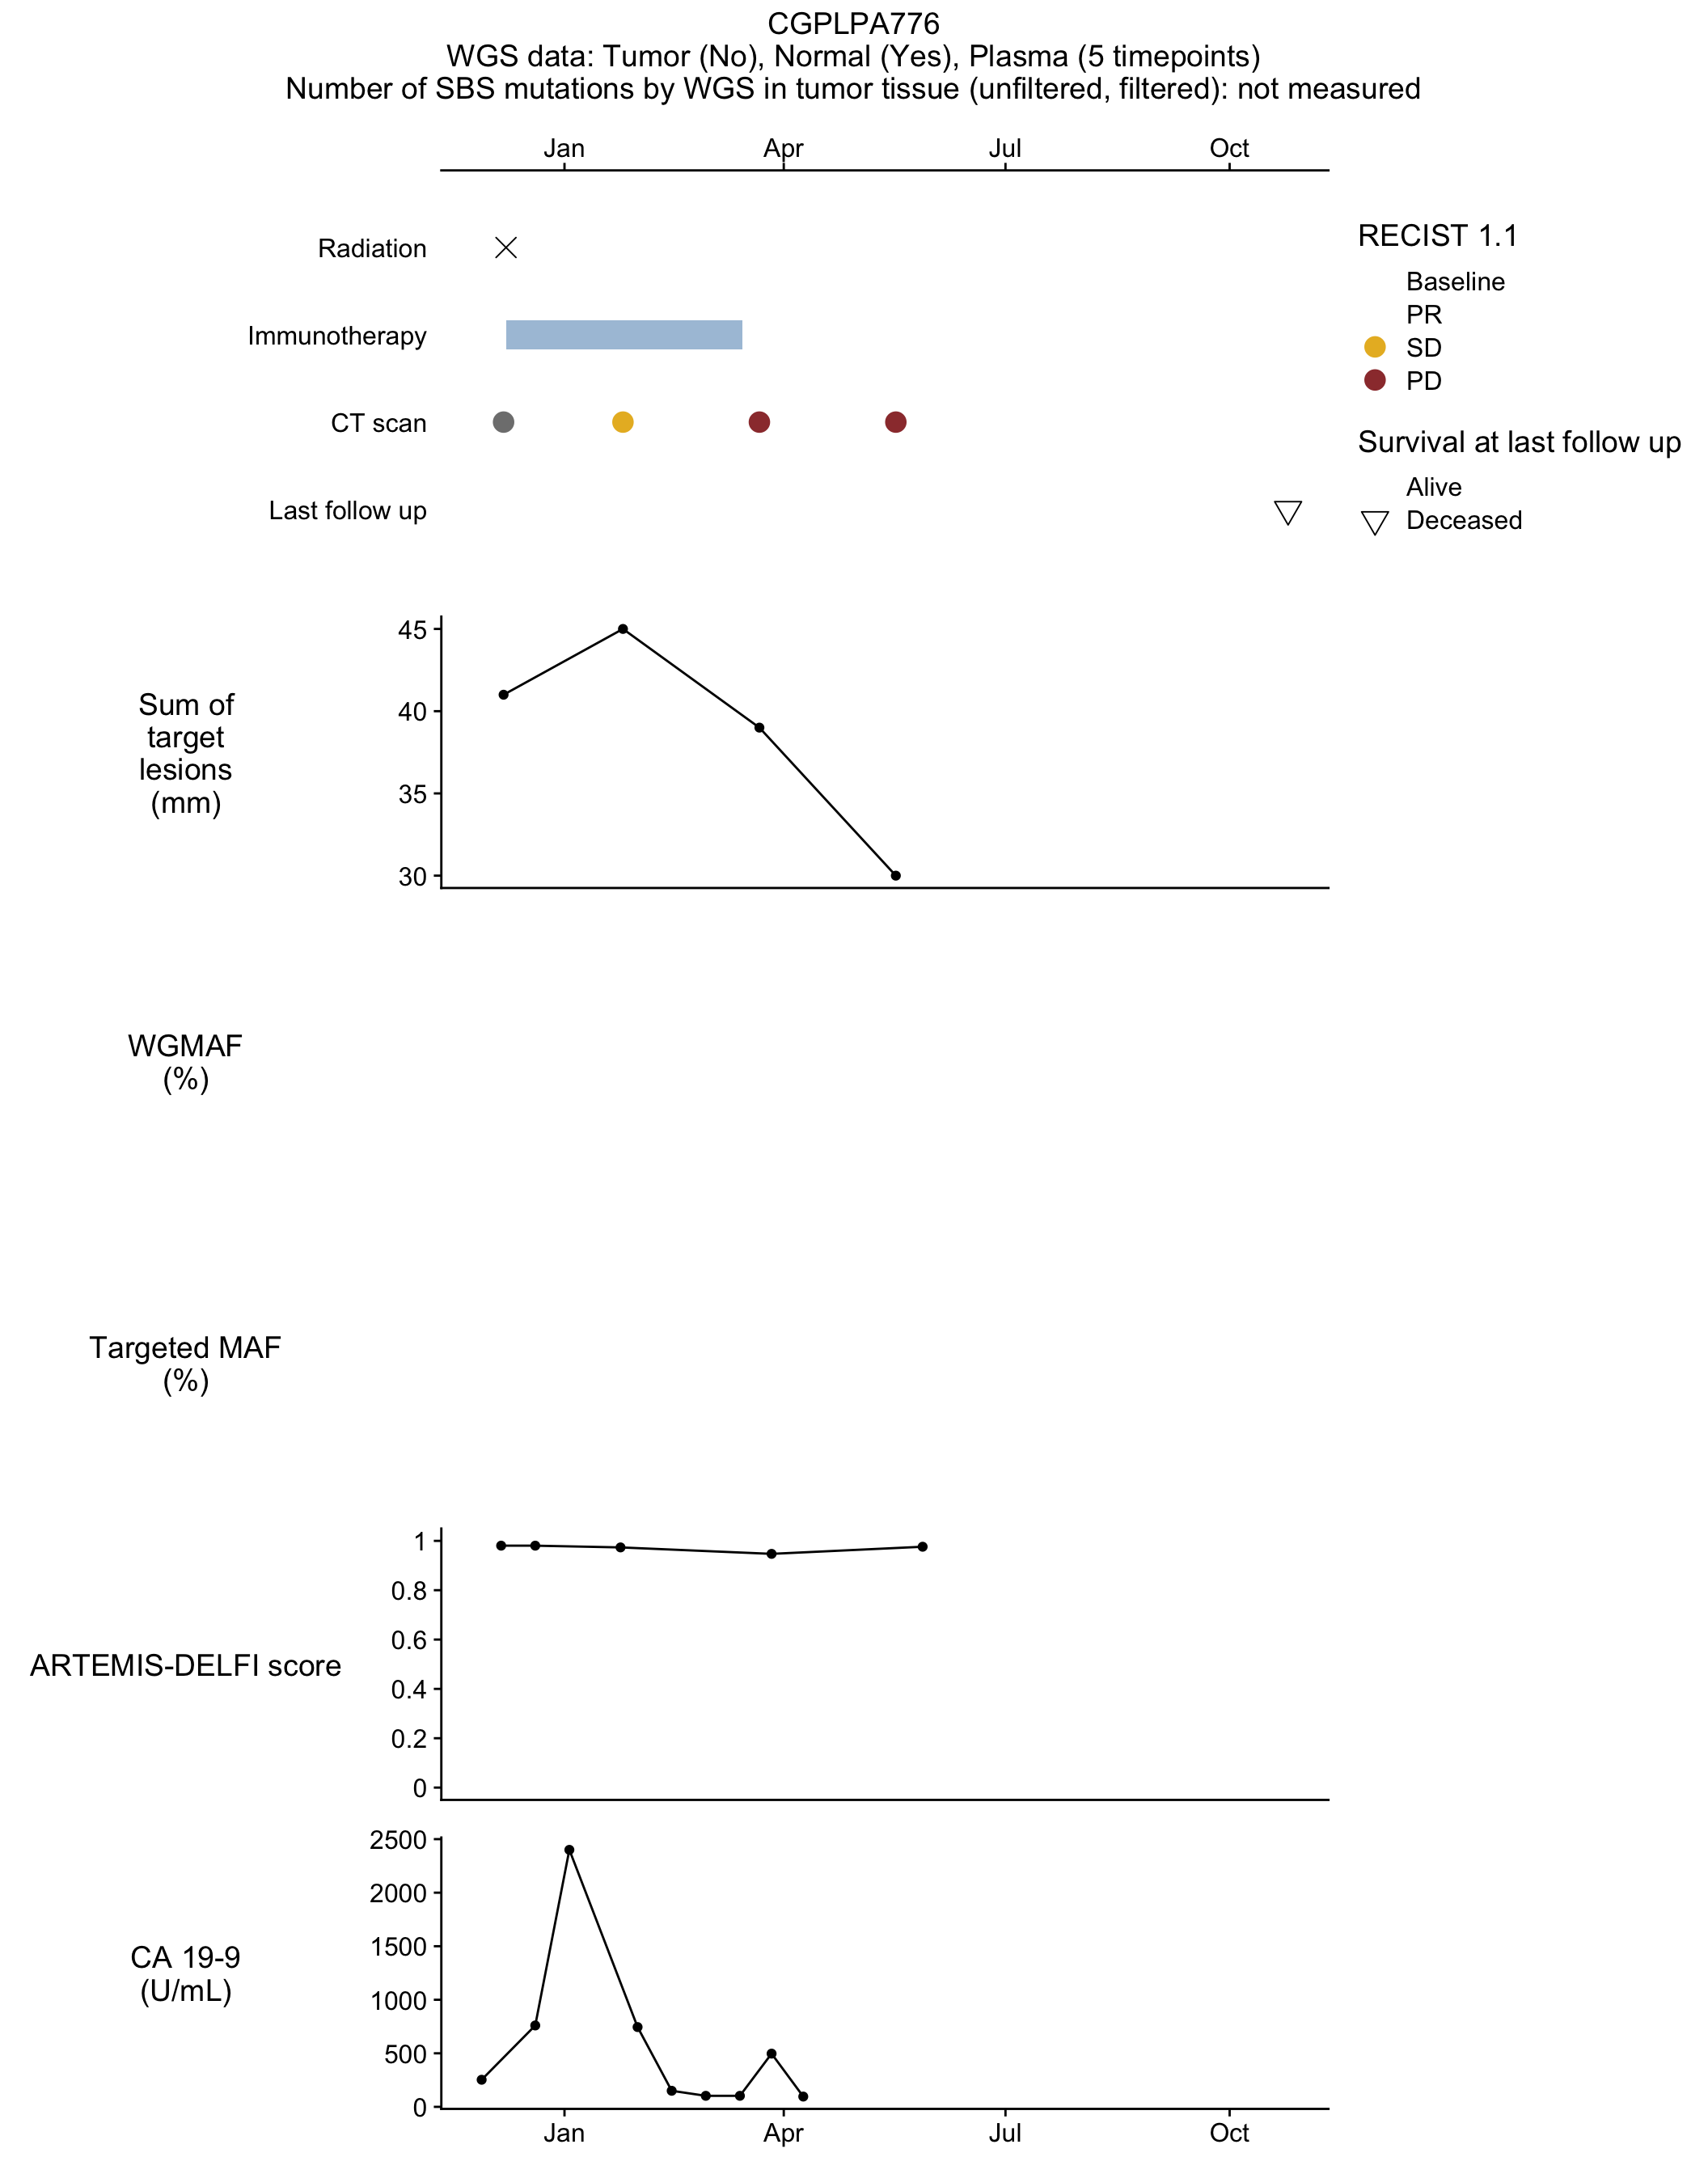 CGPLPA776
WGS data: Tumor (No), Normal (Yes), Plasma (5 timepoints)
Number of SBS mutations by WGS in tumor tissue (unfiltered, filtered): not measured
Jan Apr Jul Oct
Radiation
Immunotherapy
CT scan
Last follow up
RECIST 1.1
Baseline
PR
SD
PD
Survival at last follow up
Alive
Deceased
Sum of
target
lesions
(mm)
45
40
35
30
WGMAF
(%)
Targeted MAF
(%)
ARTEMIS-DELFI score
1
0.8
0.6
0.4
0.2
0
CA 19-9
(U/mL)
2500
2000
1500
1000
500
0
Jan Apr Jul Oct